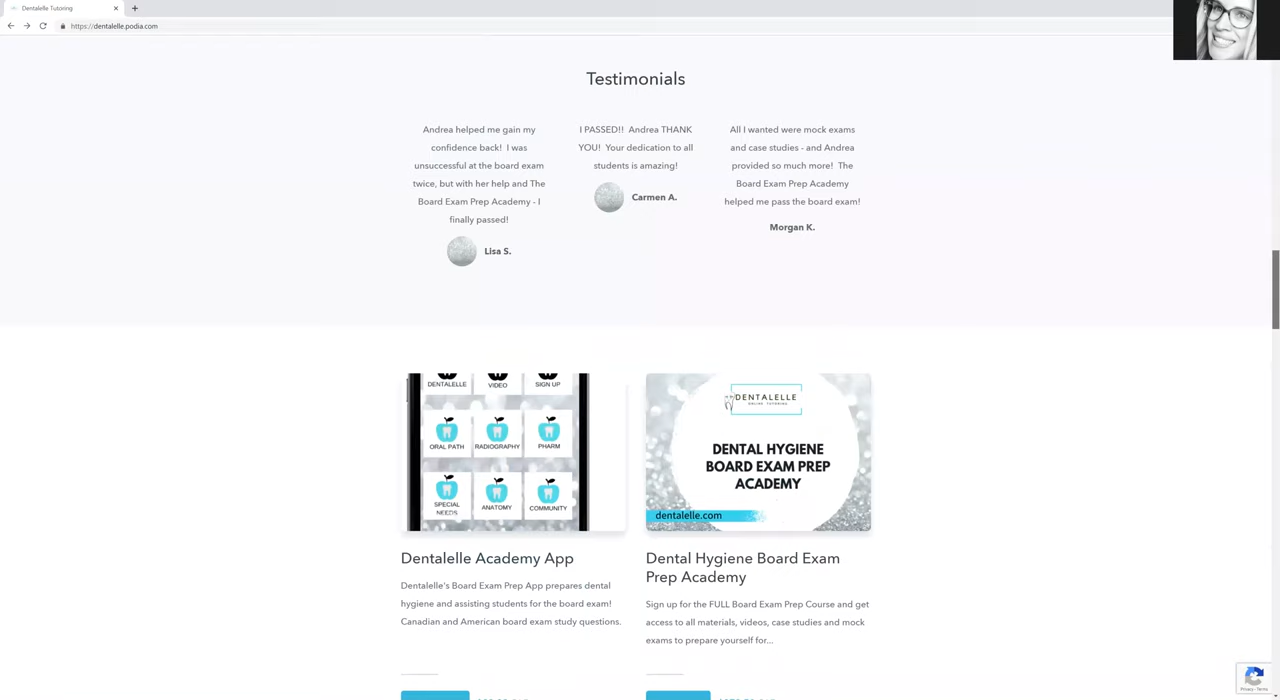 Dentalelle Tutoring
https://dentalelle.podia.com
Testimonials
Andrea helped me gain my
confidence back! I was
unsuccessful at the board exam
twice, but with her help and The
Board Exam Prep Academy - I
finally passed!
Lisa S.
I PASSED!! Andrea THANK
YOU! Your dedication to all
students is amazing!
Carmen A.
All I wanted were mock exams
and case studies - and Andrea
provided so much more! The
Board Exam Prep Academy
helped me pass the board exam!
Morgan K.
DENTALELLE VIDEO SIGN UP
ORAL PATH RADIOGRAPHY PHARM
SPECIAL
NEEDS ANATOMY COMMUNITY
Dentalelle Academy App
Dentalelle's Board Exam Prep App prepares dental
hygiene and assisting students for the board exam!
Canadian and American board exam study questions.
DENTALELLE
ONLINE TUTORING
DENTAL HYGIENE
BOARD EXAM PREP
ACADEMY
dentalelle.com
Dental Hygiene Board Exam
Prep Academy
Sign up for the FULL Board Exam Prep Course and get
access to all materials, videos, case studies and mock
exams to prepare yourself for...
Privacy - Terms